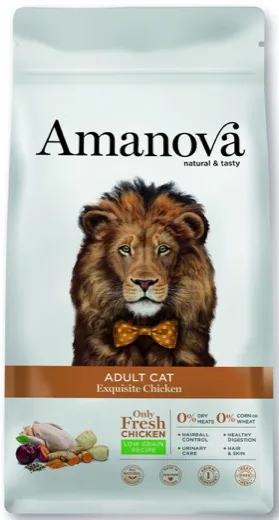 Amanova
natural & tasty
ADULT CAT
Exquisite Chicken
Only
Fresh
CHICKEN
LOW GRAIN
RECIPE
0% DRY MEATS
0% CORN OR WHEAT
• HAIRBALL CONTROL
• HEALTHY DIGESTION
• URINARY CARE
• HAIR & SKIN